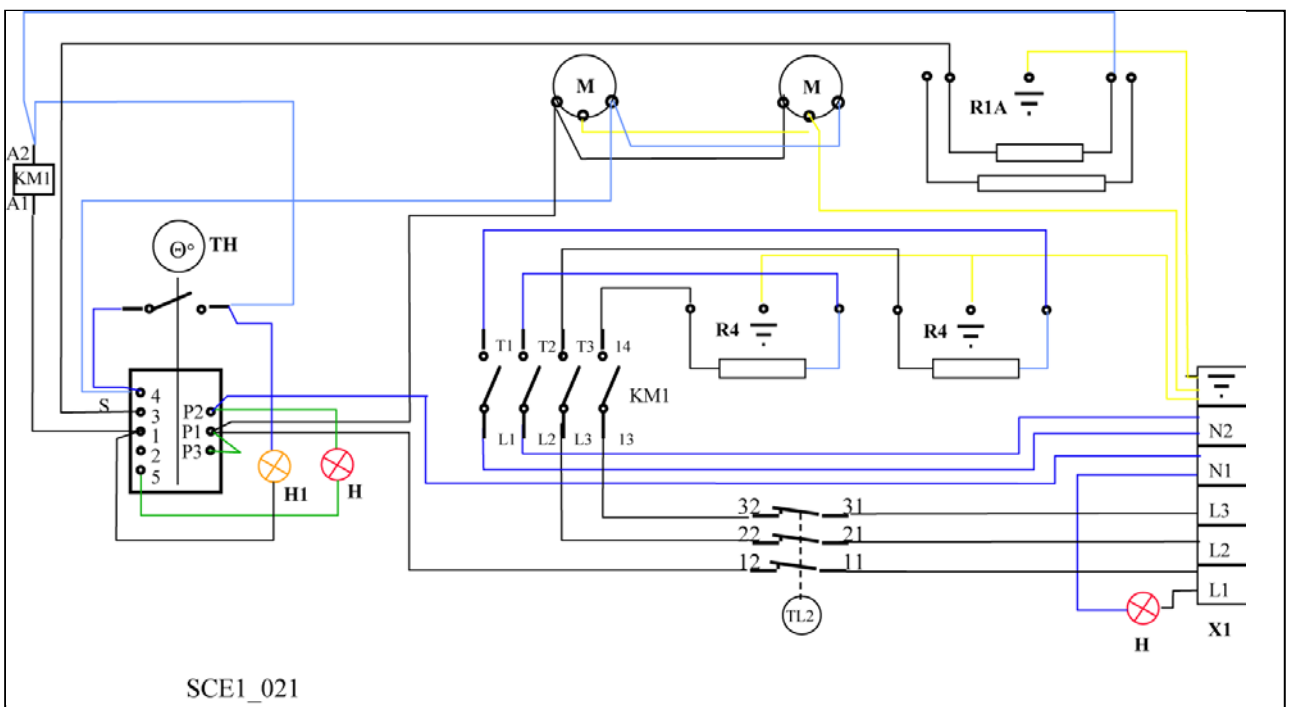 M
M
R1A
A2
KM1
A1
Θ° TH
R4
R4
T1 T2 T3 14
KM1
L1 L2 L3 13
S
4
3
1
2
5
P2
P1
P3
H1
H
N2
N1
L3
L2
L1
X1
32 31
22 21
12 11
TL2
H
SCE1_021